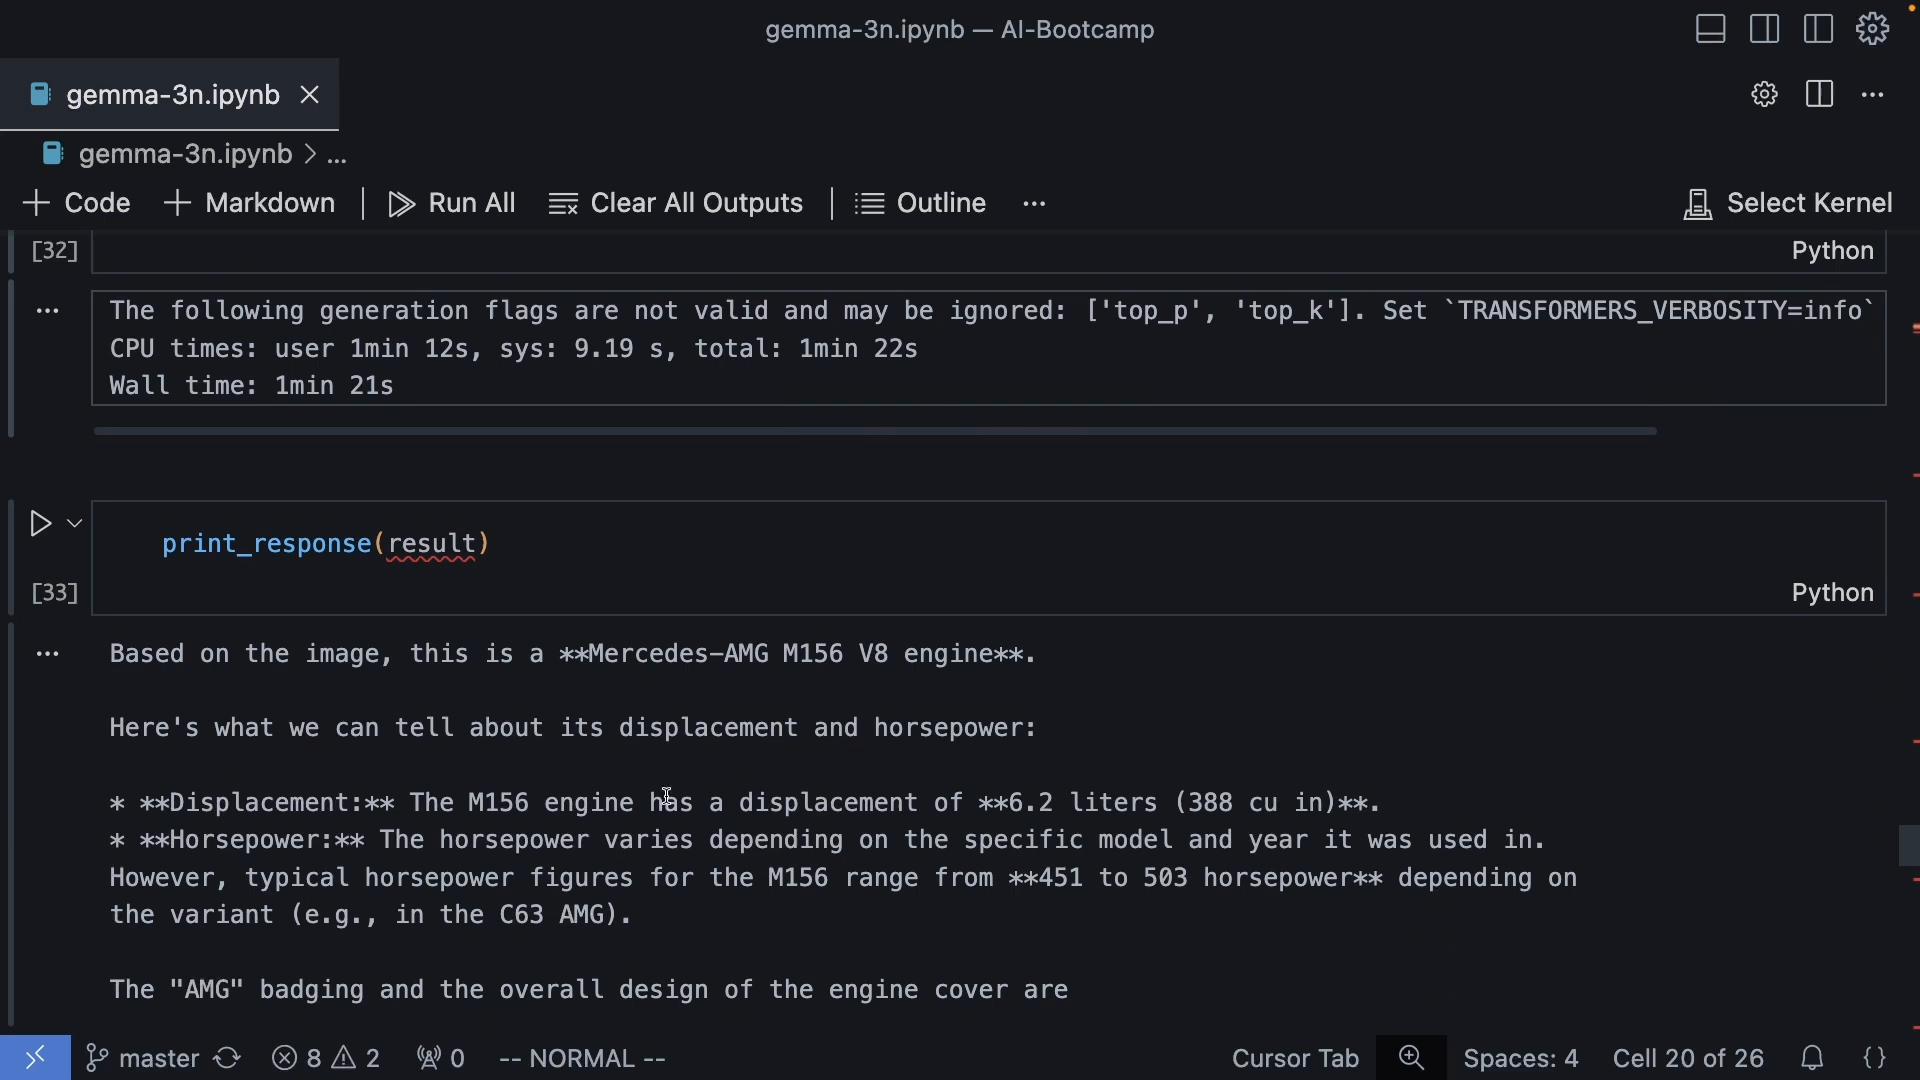 gemma-3n.ipynb — AI-Bootcamp
gemma-3n.ipynb
gemma-3n.ipynb > ...
Code Markdown Run All Clear All Outputs Outline ... Select Kernel
[32] Python
... The following generation flags are not valid and may be ignored: ['top_p', 'top_k']. Set `TRANSFORMERS_VERBOSITY=info`
CPU times: user 1min 12s, sys: 9.19 s, total: 1min 22s
Wall time: 1min 21s
print_response(result)
[33] Python
... Based on the image, this is a **Mercedes-AMG M156 V8 engine**.
Here's what we can tell about its displacement and horsepower:
* **Displacement:** The M156 engine has a displacement of **6.2 liters (388 cu in)**.
* **Horsepower:** The horsepower varies depending on the specific model and year it was used in.
However, typical horsepower figures for the M156 range from **451 to 503 horsepower** depending on
the variant (e.g., in the C63 AMG).
The "AMG" badging and the overall design of the engine cover are
master 8 2 0 -- NORMAL -- Cursor Tab Spaces: 4 Cell 20 of 26 {}